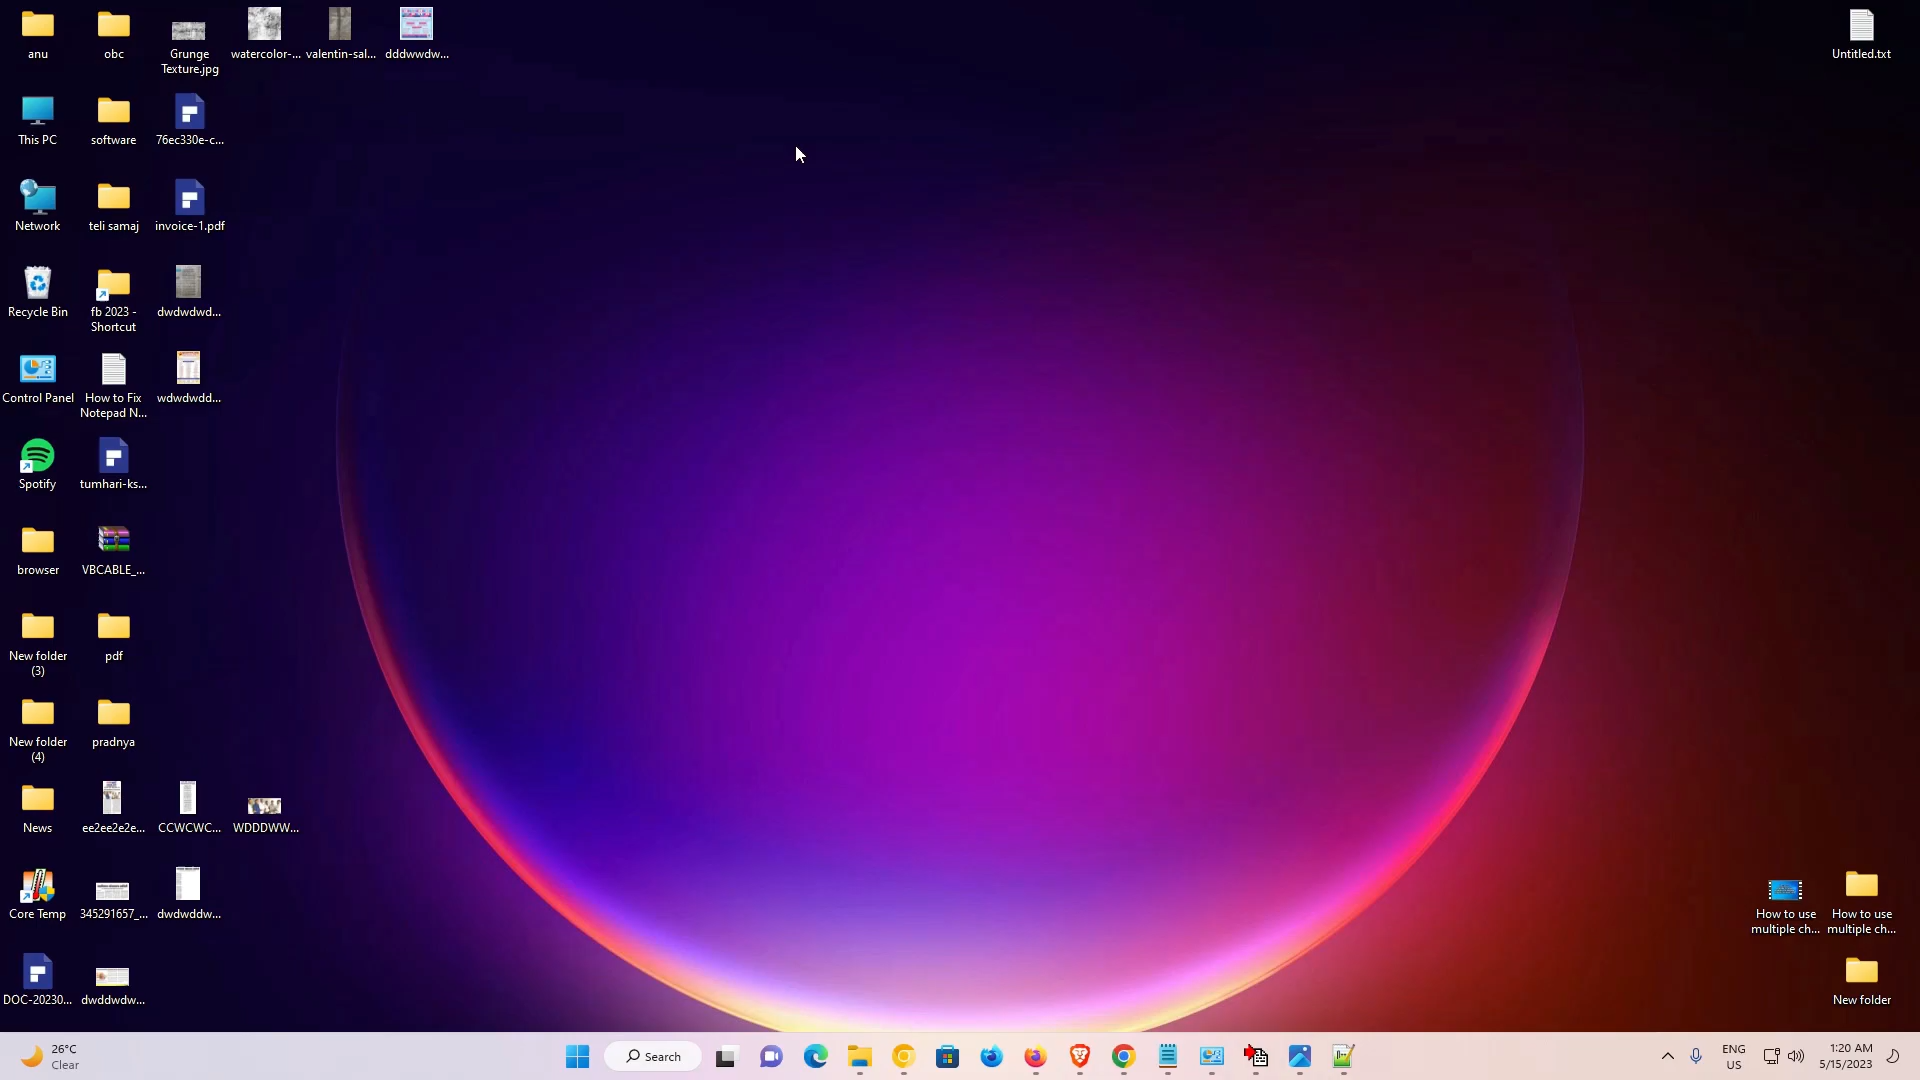 anu
obc
Grunge
Texture.jpg
watercolor-...
valentin-sal...
dddwwdw...
Untitled.txt
This PC
software
76ec330e-c...
Network
teli samaj
invoice-1.pdf
Recycle Bin
fb 2023 -
Shortcut
dwdwdwd...
Control Panel
How to Fix
Notepad N...
wdwdwdd...
Spotify
tumhari-ks...
browser
VBCABLE_...
New folder
(3)
pdf
New folder
(4)
pradnya
News
ee2ee2e2e...
CCWCWC...
WDDDWW...
Core Temp
345291657_...
dwdwddw...
How to use
multiple ch...
How to use
multiple ch...
DOC-20230...
dwddwdw...
New folder
26°C
Clear
Search
ENG
US
1:20 AM
5/15/2023